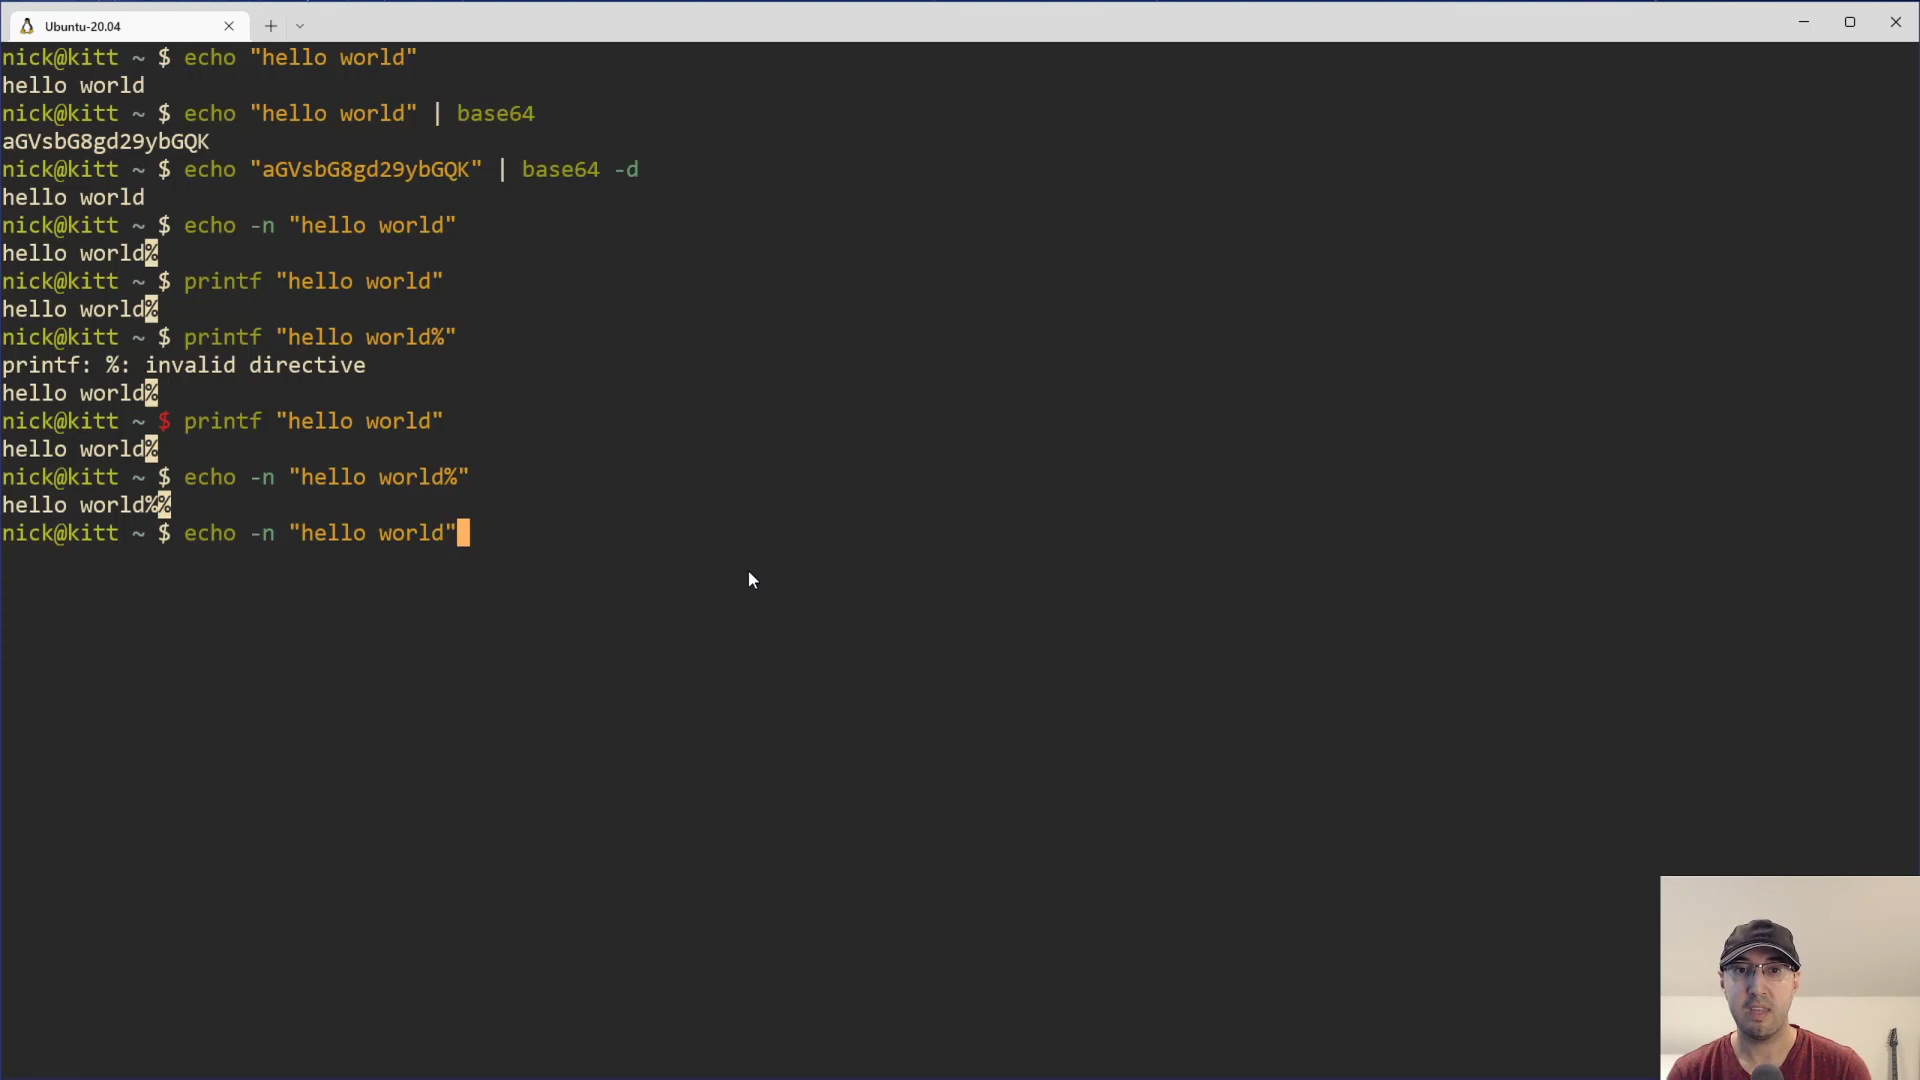 Ubuntu-20.04
nick@kitt ~ $ echo "hello world"
hello world
nick@kitt ~ $ echo "hello world" | base64
aGVsbG8gd29ybGQK
nick@kitt ~ $ echo "aGVsbG8gd29ybGQK" | base64 -d
hello world
nick@kitt ~ $ echo -n "hello world"
hello world%
nick@kitt ~ $ printf "hello world"
hello world%
nick@kitt ~ $ printf "hello world%"
printf: %: invalid directive
hello world%
nick@kitt ~ $ printf "hello world"
hello world%
nick@kitt ~ $ echo -n "hello world%"
hello world%%
nick@kitt ~ $ echo -n "hello world"